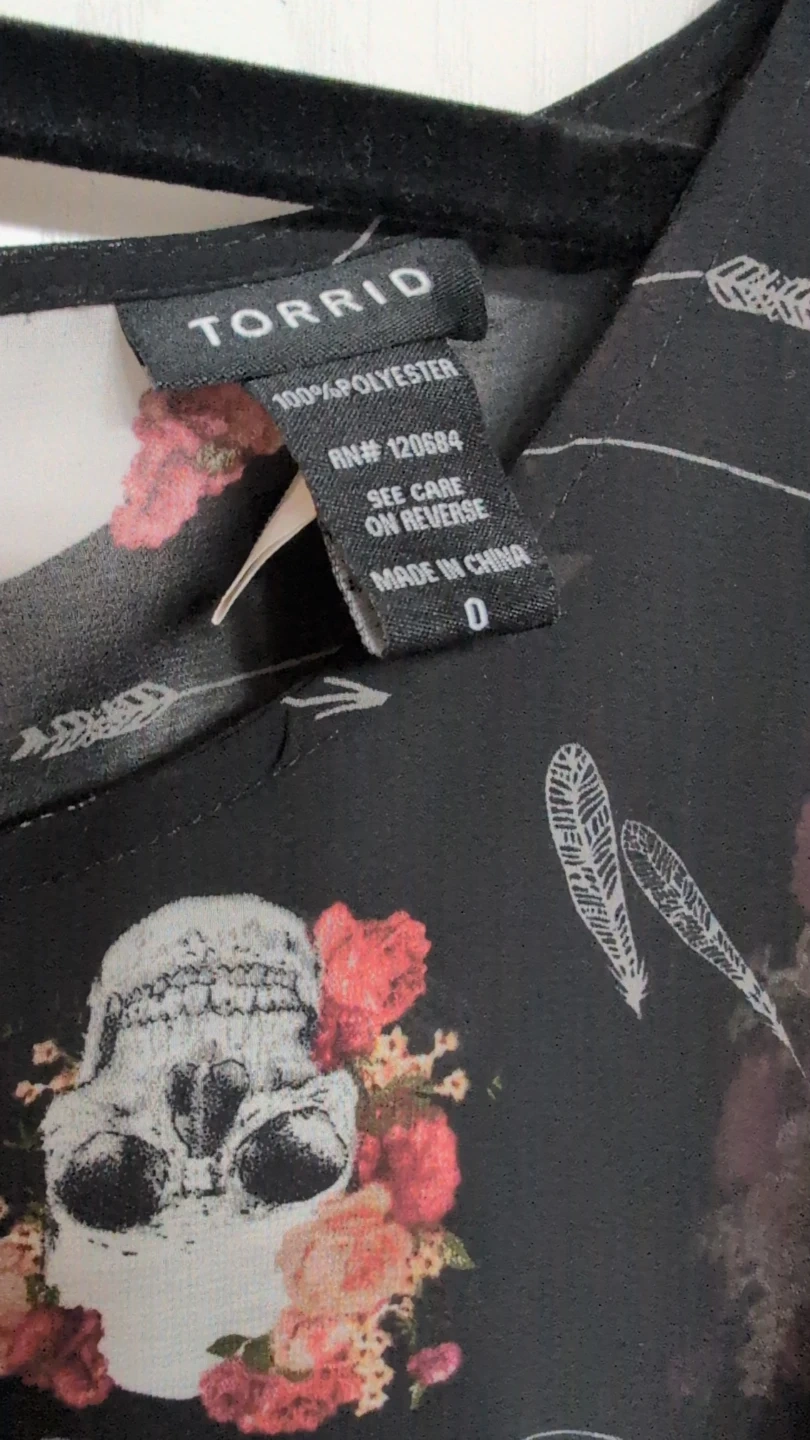 TORRID
100%POLYESTER
RN# 120684
SEE CARE
ON REVERSE
MADE IN CHINA
0